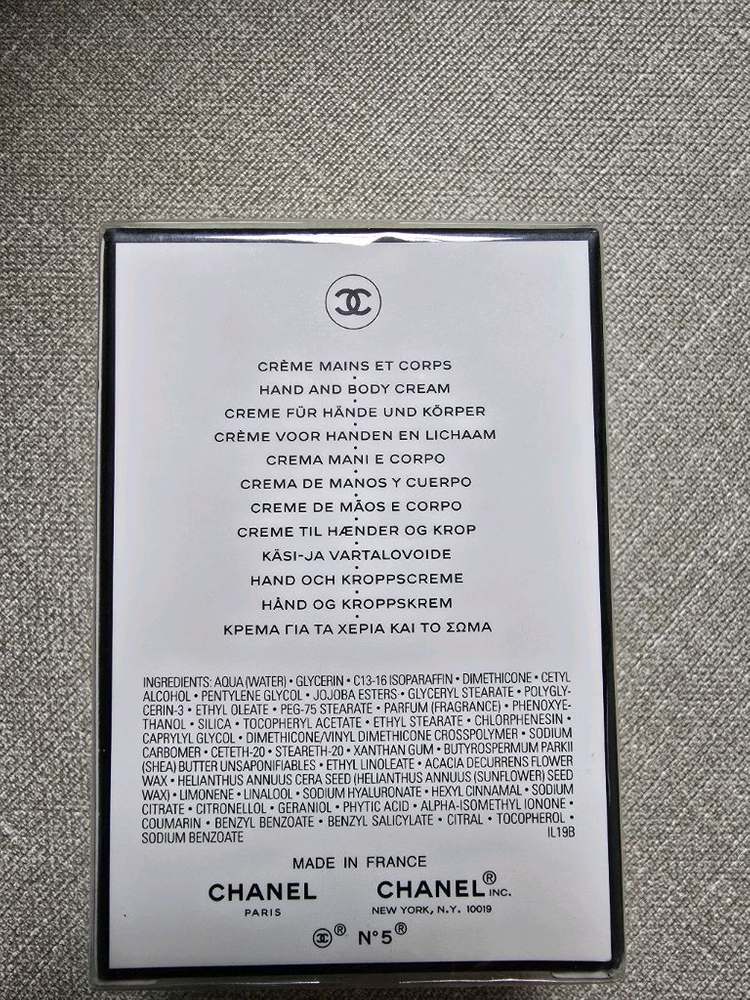 CRÈME MAINS ET CORPS
HAND AND BODY CREAM
CREME FÜR HÄNDE UND KÖRPER
CRÈME VOOR HANDEN EN LICHAAM
CREMA MANI E CORPO
CREMA DE MANOS Y CUERPO
CREME DE MÃOS E CORPO
CREME TIL HÆNDER OG KROP
KÄSI-JA VARTALOVOIDE
HAND OCH KROPPSCREME
HÅND OG KROPPSKREM
ΚΡΕΜΑ ΓΙΑ ΤΑ ΧΕΡΙΑ ΚΑΙ ΤΟ ΣΩΜΑ
INGREDIENTS: AQUA (WATER) • GLYCERIN • C13-16 ISOPARAFFIN • DIMETHICONE • CETYL
ALCOHOL • PENTYLENE GLYCOL • JOJOBA ESTERS • GLYCERYL STEARATE • POLYGLY-
CERIN-3 • ETHYL OLEATE • PEG-75 STEARATE • PARFUM (FRAGRANCE) • PHENOXYE-
THANOL • SILICA • TOCOPHERYL ACETATE • ETHYL STEARATE • CHLORPHENESIN •
CAPRYLYL GLYCOL • DIMETHICONE/VINYL DIMETHICONE CROSSPOLYMER • SODIUM
CARBOMER • CETETH-20 • STEARETH-20 • XANTHAN GUM • BUTYROSPERMUM PARKII
(SHEA) BUTTER UNSAPONIFIABLES • ETHYL LINOLEATE • ACACIA DECURRENS FLOWER
WAX • HELIANTHUS ANNUUS CERA SEED (HELIANTHUS ANNUUS (SUNFLOWER) SEED
WAX) • LIMONENE • LINALOOL • SODIUM HYALURONATE • HEXYL CINNAMAL • SODIUM
CITRATE • CITRONELLOL • GERANIOL • PHYTIC ACID • ALPHA-ISOMETHYL IONONE •
COUMARIN • BENZYL BENZOATE • BENZYL SALICYLATE • CITRAL • TOCOPHEROL •
SODIUM BENZOATE IL19B
MADE IN FRANCE
CHANEL CHANEL® INC.
PARIS NEW YORK, N.Y. 10019
® N°5®